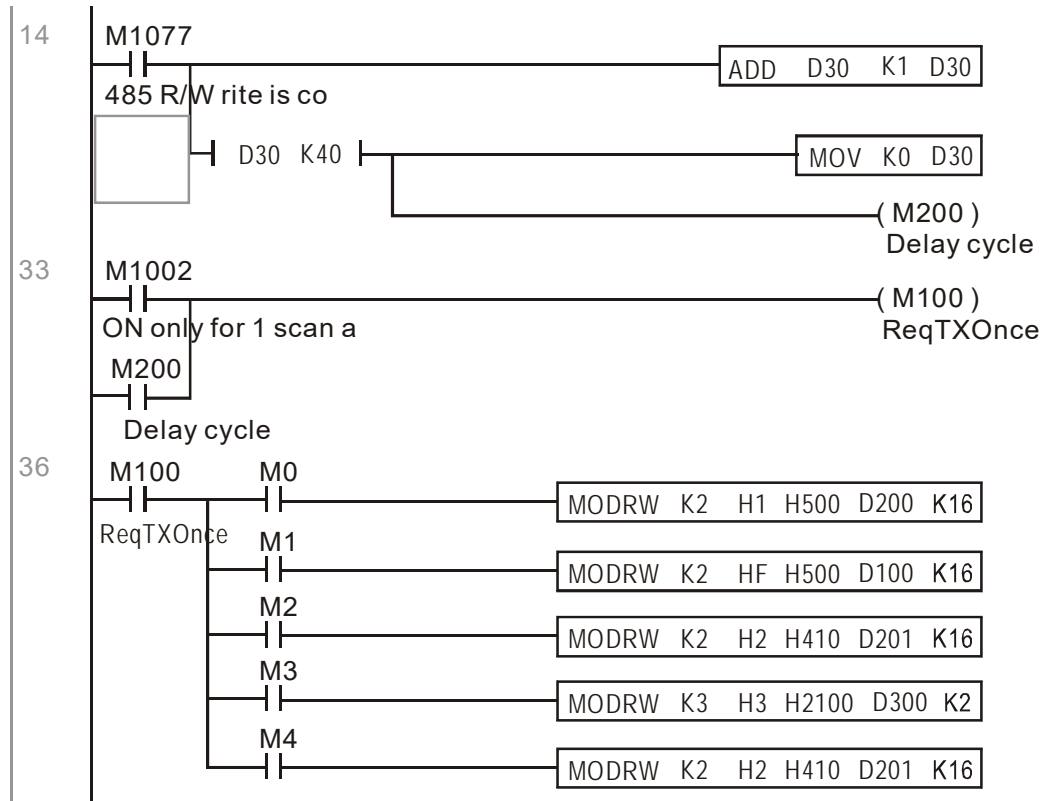 14
M1077
ADD D30 K1 D30
485 R/W rite is co
D30 K40
MOV K0 D30
( M200 )
Delay cycle
33
M1002
( M100 )
ON only for 1 scan a
ReqTXOnce
M200
Delay cycle
36
M100 M0
MODRW K2 H1 H500 D200 K16
ReqTXOnce
M1
MODRW K2 HF H500 D100 K16
M2
MODRW K2 H2 H410 D201 K16
M3
MODRW K3 H3 H2100 D300 K2
M4
MODRW K2 H2 H410 D201 K16